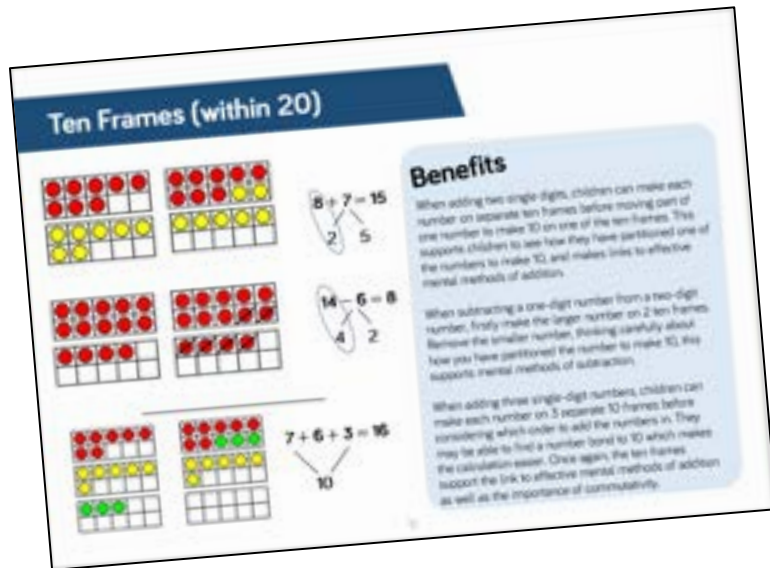 Ten Frames (within 20)
8 + 7 = 15
2 5
14 - 6 = 8
4 2
7 + 6 + 3 = 16
10
Benefits
When adding two single digits, children can make each
number on separate ten frames before moving part of
one number to make 10 on one of the ten frames. This
supports children to see how they have partitioned one of
the numbers to make 10, and makes links to effective
mental methods of addition.
When subtracting a one-digit number from a two-digit
number, firstly make the larger number on 2 ten frames.
Remove the smaller number, thinking carefully about
how you have partitioned the number to make 10, this
supports mental methods of subtraction.
When adding three single-digit numbers, children can
make each number on 3 separate 10 frames before
considering which order to add the numbers in. They
may be able to find a number bond to 10 which makes
the calculation easier. Once again, the ten frames
support the link to effective mental methods of addition
as well as the importance of commutativity.